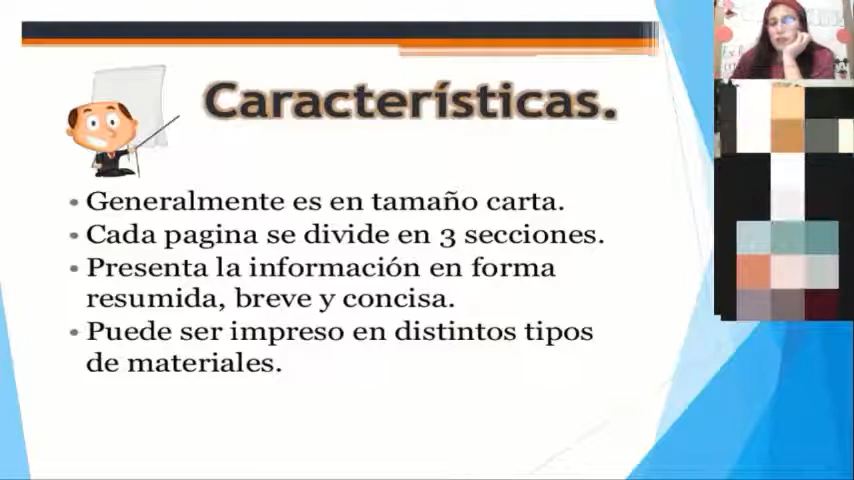 Características.
• Generalmente es en tamaño carta.
• Cada pagina se divide en 3 secciones.
• Presenta la información en forma
resumida, breve y concisa.
• Puede ser impreso en distintos tipos
de materiales.